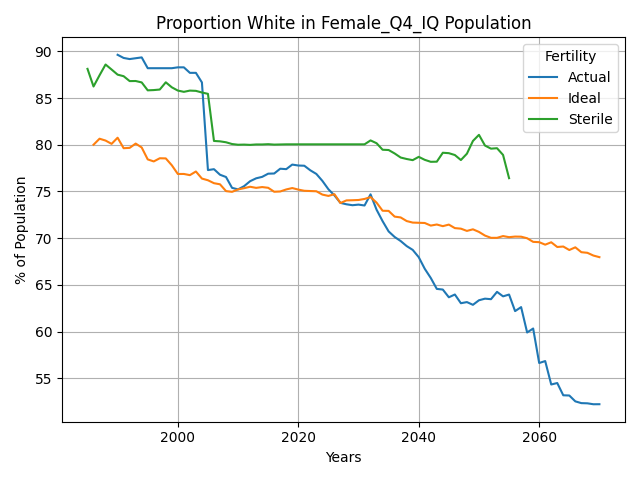 Proportion White in Female_Q4_IQ Population
Fertility
Actual
Ideal
Sterile
% of Population
90
85
80
75
70
65
60
55
2000
2020
2040
2060
Years